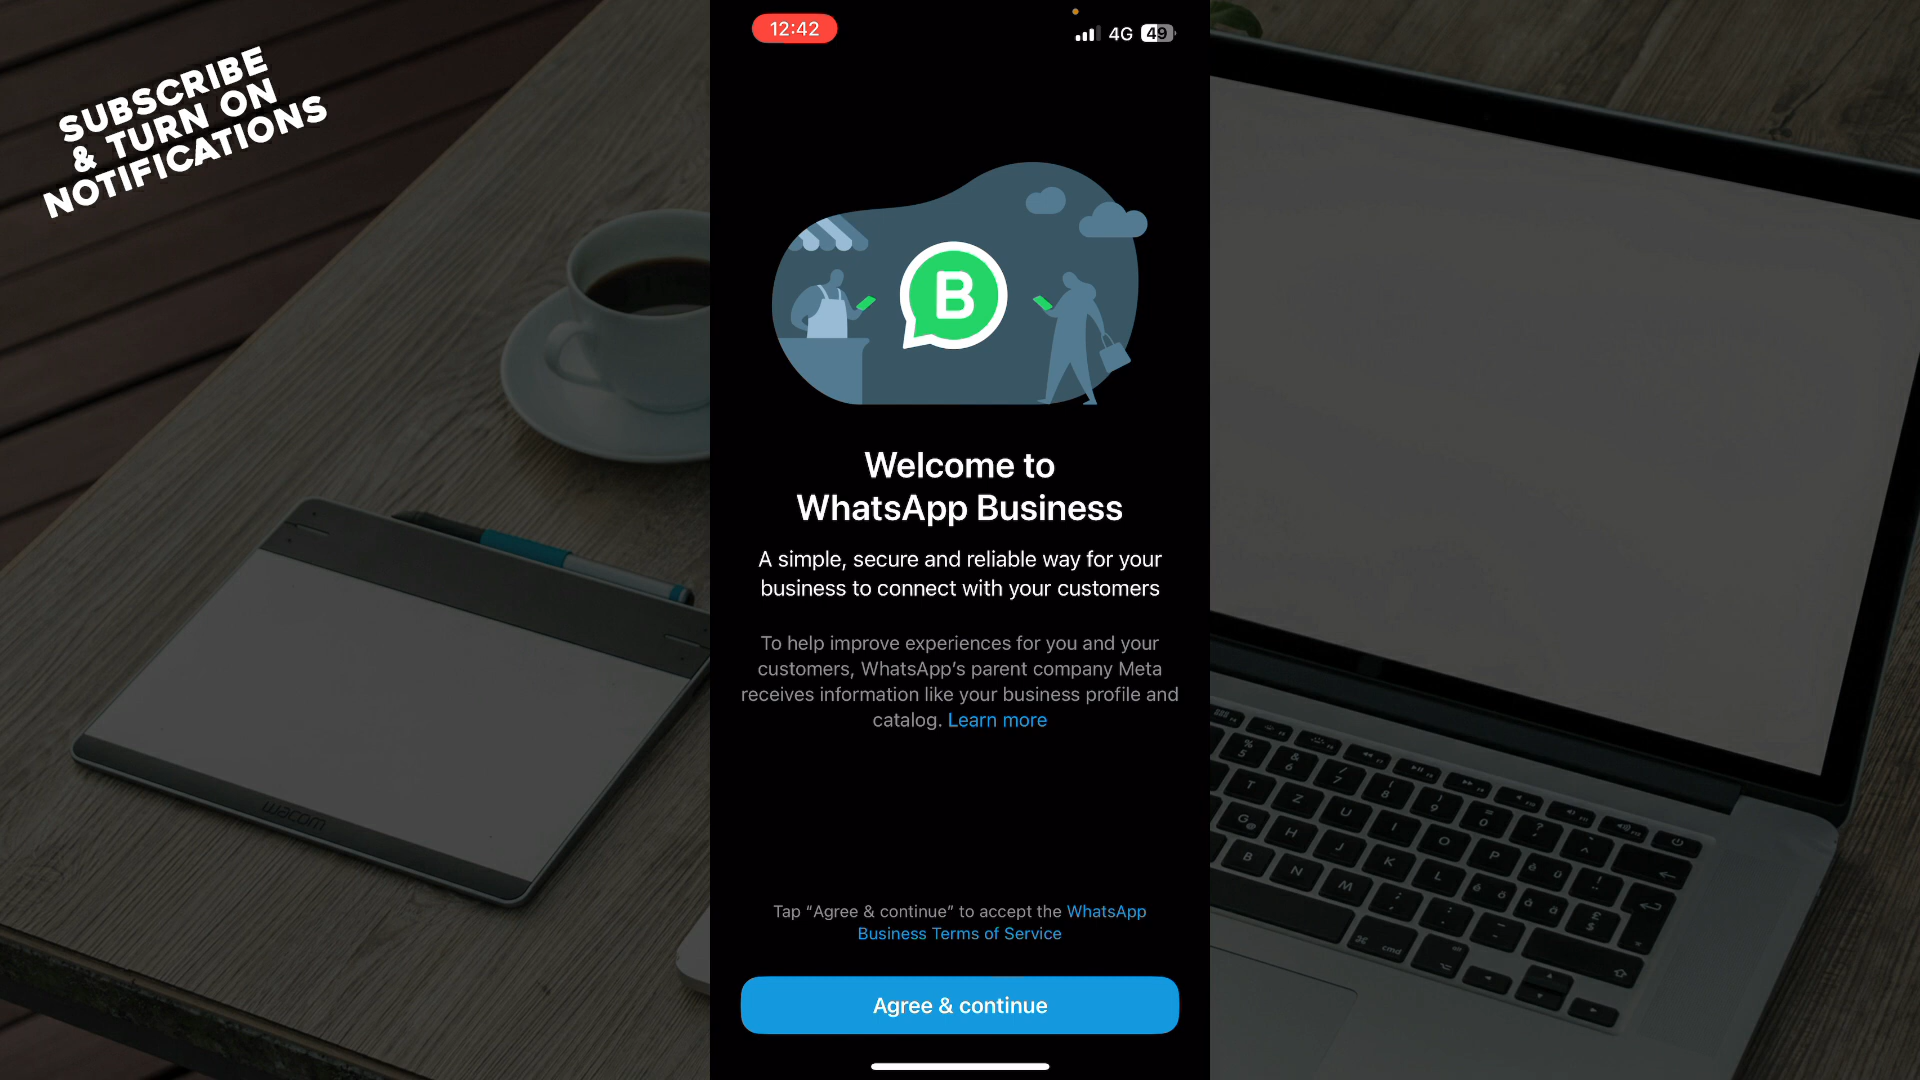 SUBSCRIBE
& TURN ON
NOTIFICATIONS
12:42
4G 49
B
Welcome to
WhatsApp Business
A simple, secure and reliable way for your
business to connect with your customers
To help improve experiences for you and your
customers, WhatsApp's parent company Meta
receives information like your business profile and
catalog. Learn more
Tap “Agree & continue” to accept the WhatsApp
Business Terms of Service
Agree & continue
wacom